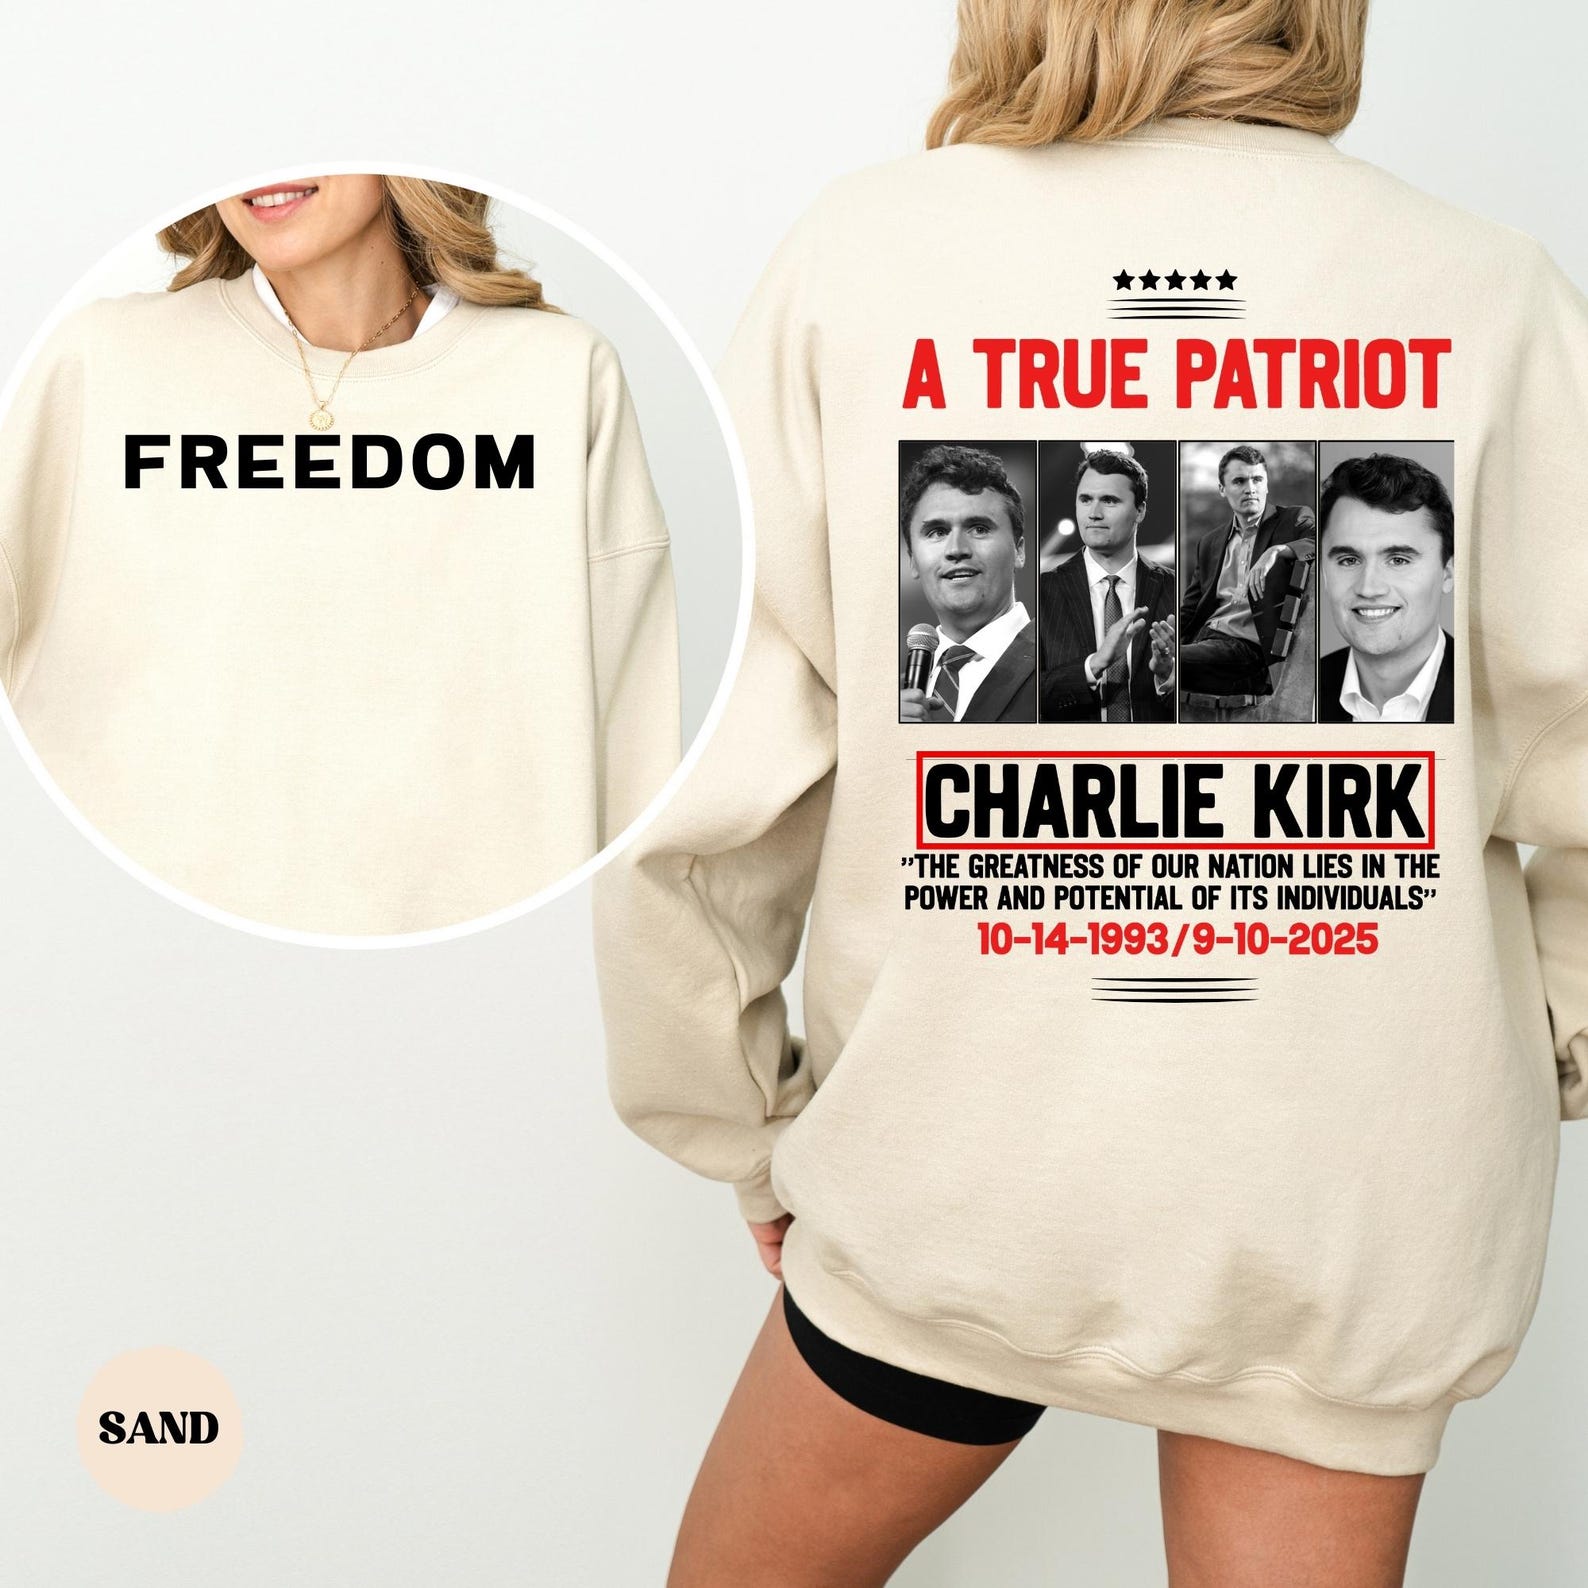 FREEDOM
A TRUE PATRIOT
CHARLIE KIRK
"THE GREATNESS OF OUR NATION LIES IN THE
POWER AND POTENTIAL OF ITS INDIVIDUALS"
10-14-1993/9-10-2025
SAND